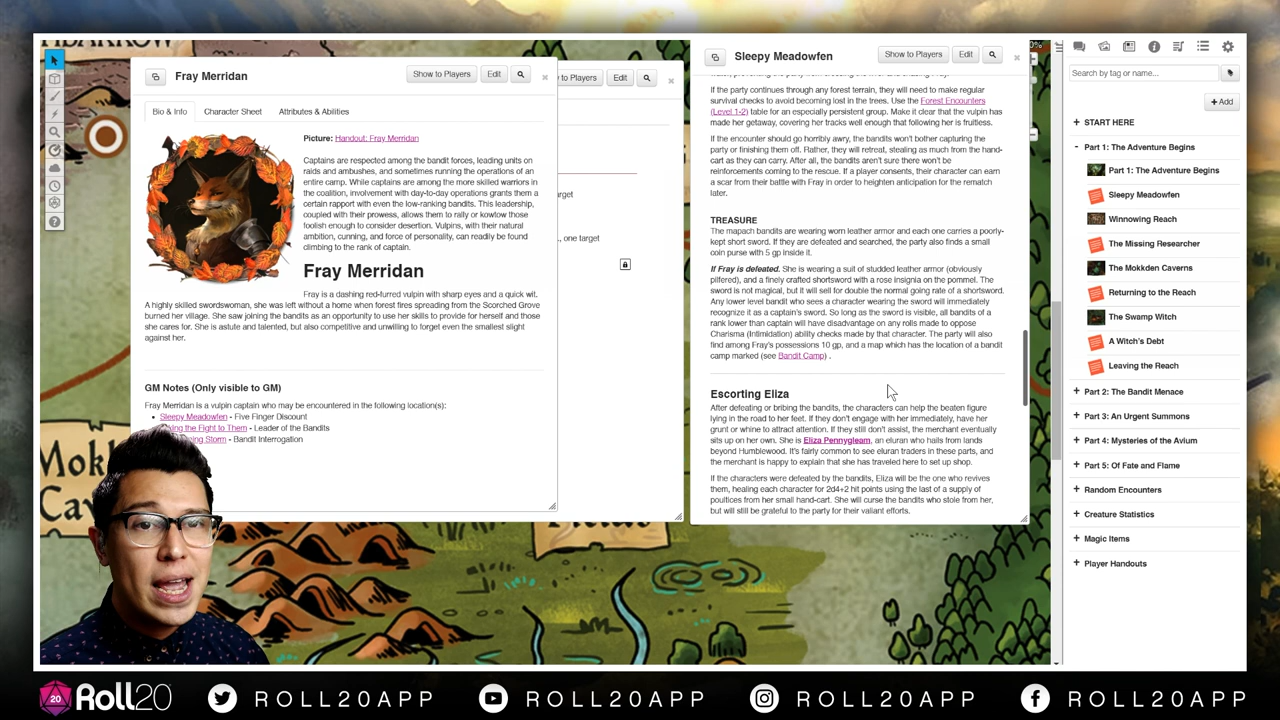 Fray Merridan
Show to Players
Edit
Bio & Info
Character Sheet
Attributes & Abilities
Picture: Handout: Fray Merridan
Captains are respected among the bandit forces, leading units on
raids and ambushes, and sometimes running the operations of an
entire camp. While captains are among the more skilled warriors in
the coalition, involvement with day-to-day operations grants them a
certain rapport with even the low-ranking bandits. This leadership,
coupled with their prowess, allows them to rally or kowtow those
foolish enough to consider desertion. Vulpins, with their natural
ambition, cunning, and force of personality, can readily be found
climbing to the rank of captain.
Fray Merridan
Fray is a dashing red-furred vulpin with sharp eyes and a quick wit.
A highly skilled swordswoman, she was left without a home when forest fires spreading from the Scorched Grove
burned her village. She saw joining the bandits as an opportunity to use her skills to provide for herself and those
she cares for. She is astute and talented, but also competitive and unwilling to forget even the smallest slight
against her.
GM Notes (Only visible to GM)
Fray Merridan is a vulpin captain who may be encountered in the following location(s):
Sleepy Meadowfen - Five Finger Discount
the Fight to Them - Leader of the Bandits
Storm - Bandit Interrogation
to Players
Edit
target
, one target
Sleepy Meadowfen
Show to Players
Edit
If the party continues through any forest terrain, they will need to make regular
survival checks to avoid becoming lost in the trees. Use the Forest Encounters
(Level 1-2) table for an especially persistent group. Make it clear that the vulpin has
made her getaway, covering her tracks well enough that following her is fruitless.
If the encounter should go horribly awry, the bandits won't bother capturing the
party or finishing them off. Rather, they will retreat, stealing as much from the hand-
cart as they can carry. After all, the bandits aren't sure there won't be
reinforcements coming to the rescue. If a player consents, their character can earn
a scar from their battle with Fray in order to heighten anticipation for the rematch
later.
TREASURE
The mapach bandits are wearing worn leather armor and each one carries a poorly-
kept short sword. If they are defeated and searched, the party also finds a small
coin purse with 5 gp inside it.
If Fray is defeated. She is wearing a suit of studded leather armor (obviously
pilfered), and a finely crafted shortsword with a rose insignia on the pommel. The
sword is not magical, but it will sell for double the normal going rate of a shortsword.
Any lower level bandit who sees a character wearing the sword will immediately
recognize it as a captain's sword. So long as the sword is visible, all bandits of a
rank lower than captain will have disadvantage on any rolls made to oppose
Charisma (Intimidation) ability checks made by that character. The party will also
find among Fray's possessions 10 gp, and a map which has the location of a bandit
camp marked (see Bandit Camp) .
Escorting Eliza
After defeating or bribing the bandits, the characters can help the beaten figure
lying in the road to her feet. If they don't engage with her immediately, have her
grunt or whine to attract attention. If they still don't assist, the merchant eventually
sits up on her own. She is Eliza Pennygleam, an eluran who hails from lands
beyond Humblewood. It's fairly common to see eluran traders in these parts, and
the merchant is happy to explain that she has traveled here to set up shop.
If the characters were defeated by the bandits, Eliza will be the one who revives
them, healing each character for 2d4+2 hit points using the last of a supply of
poultices from her small hand-cart. She will curse the bandits who stole from her,
but will still be grateful to the party for their valiant efforts.
Search by tag or name...
+ Add
+ START HERE
- Part 1: The Adventure Begins
Part 1: The Adventure Begins
Sleepy Meadowfen
Winnowing Reach
The Missing Researcher
The Mokkden Caverns
Returning to the Reach
The Swamp Witch
A Witch's Debt
Leaving the Reach
+ Part 2: The Bandit Menace
+ Part 3: An Urgent Summons
+ Part 4: Mysteries of the Avium
+ Part 5: Of Fate and Flame
+ Random Encounters
+ Creature Statistics
+ Magic Items
+ Player Handouts
Mok
Cav
20
Roll20
ROLL20APP
ROLL20APP
ROLL20APP
ROLL20APP